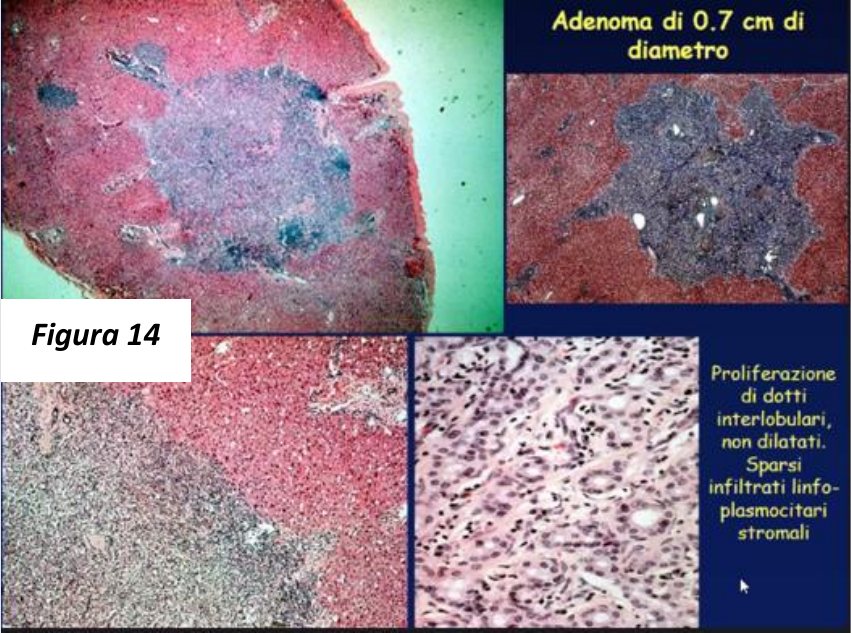 Adenoma di 0.7 cm di
diametro
Figura 14
Proliferazione
di dotti
interlobulari,
non dilatati.
Sparsi
infiltrati linfo-
plasmocitari
stromali